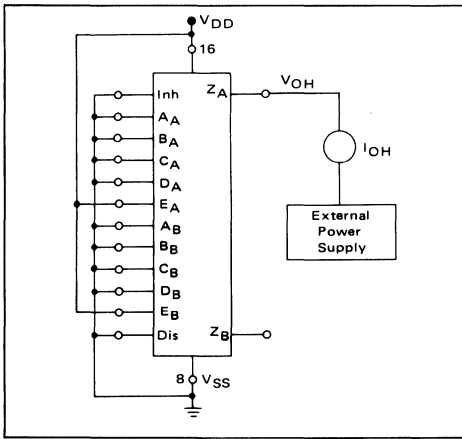 VDD
16
Inh
ZA
VOH
AA
BA
CA
IOH
DA
EA
External
Power
Supply
AB
BB
CB
DB
EB
Dis
ZB
8
VSS